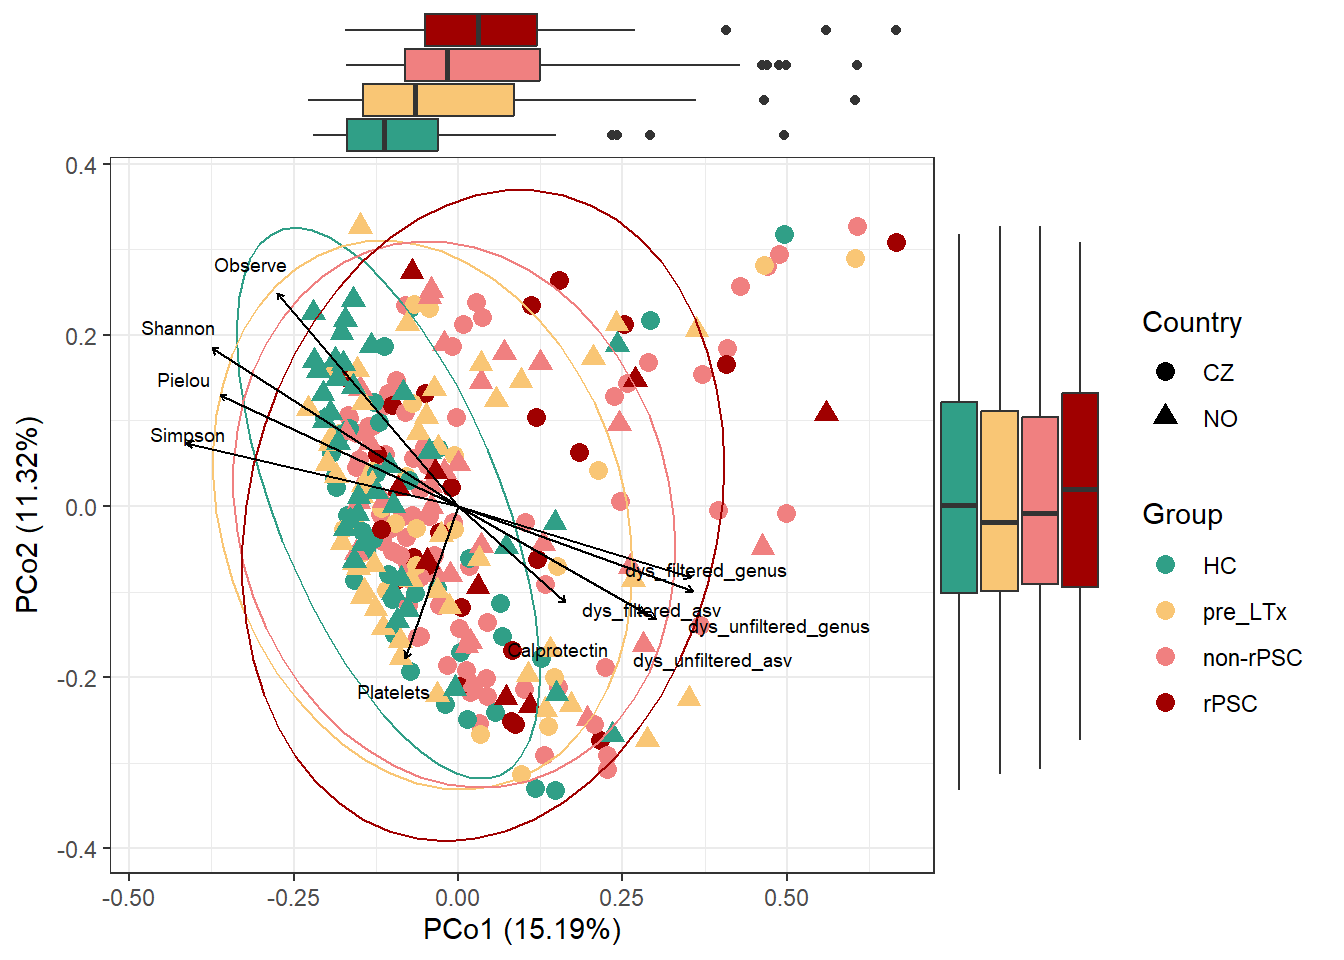 0.4
0.2
0.0
-0.2
-0.4
PCo2 (11.32%)
Observe
Shannon
Pielou
Simpson
dys_filtered_genus
dys_filtered_asv
dys_unfiltered_genus
Calprotectin
dys_unfiltered_asv
Platelets
-0.50
-0.25
0.00
0.25
0.50
PCo1 (15.19%)
Country
CZ
NO
Group
HC
pre_LTx
non-rPSC
rPSC